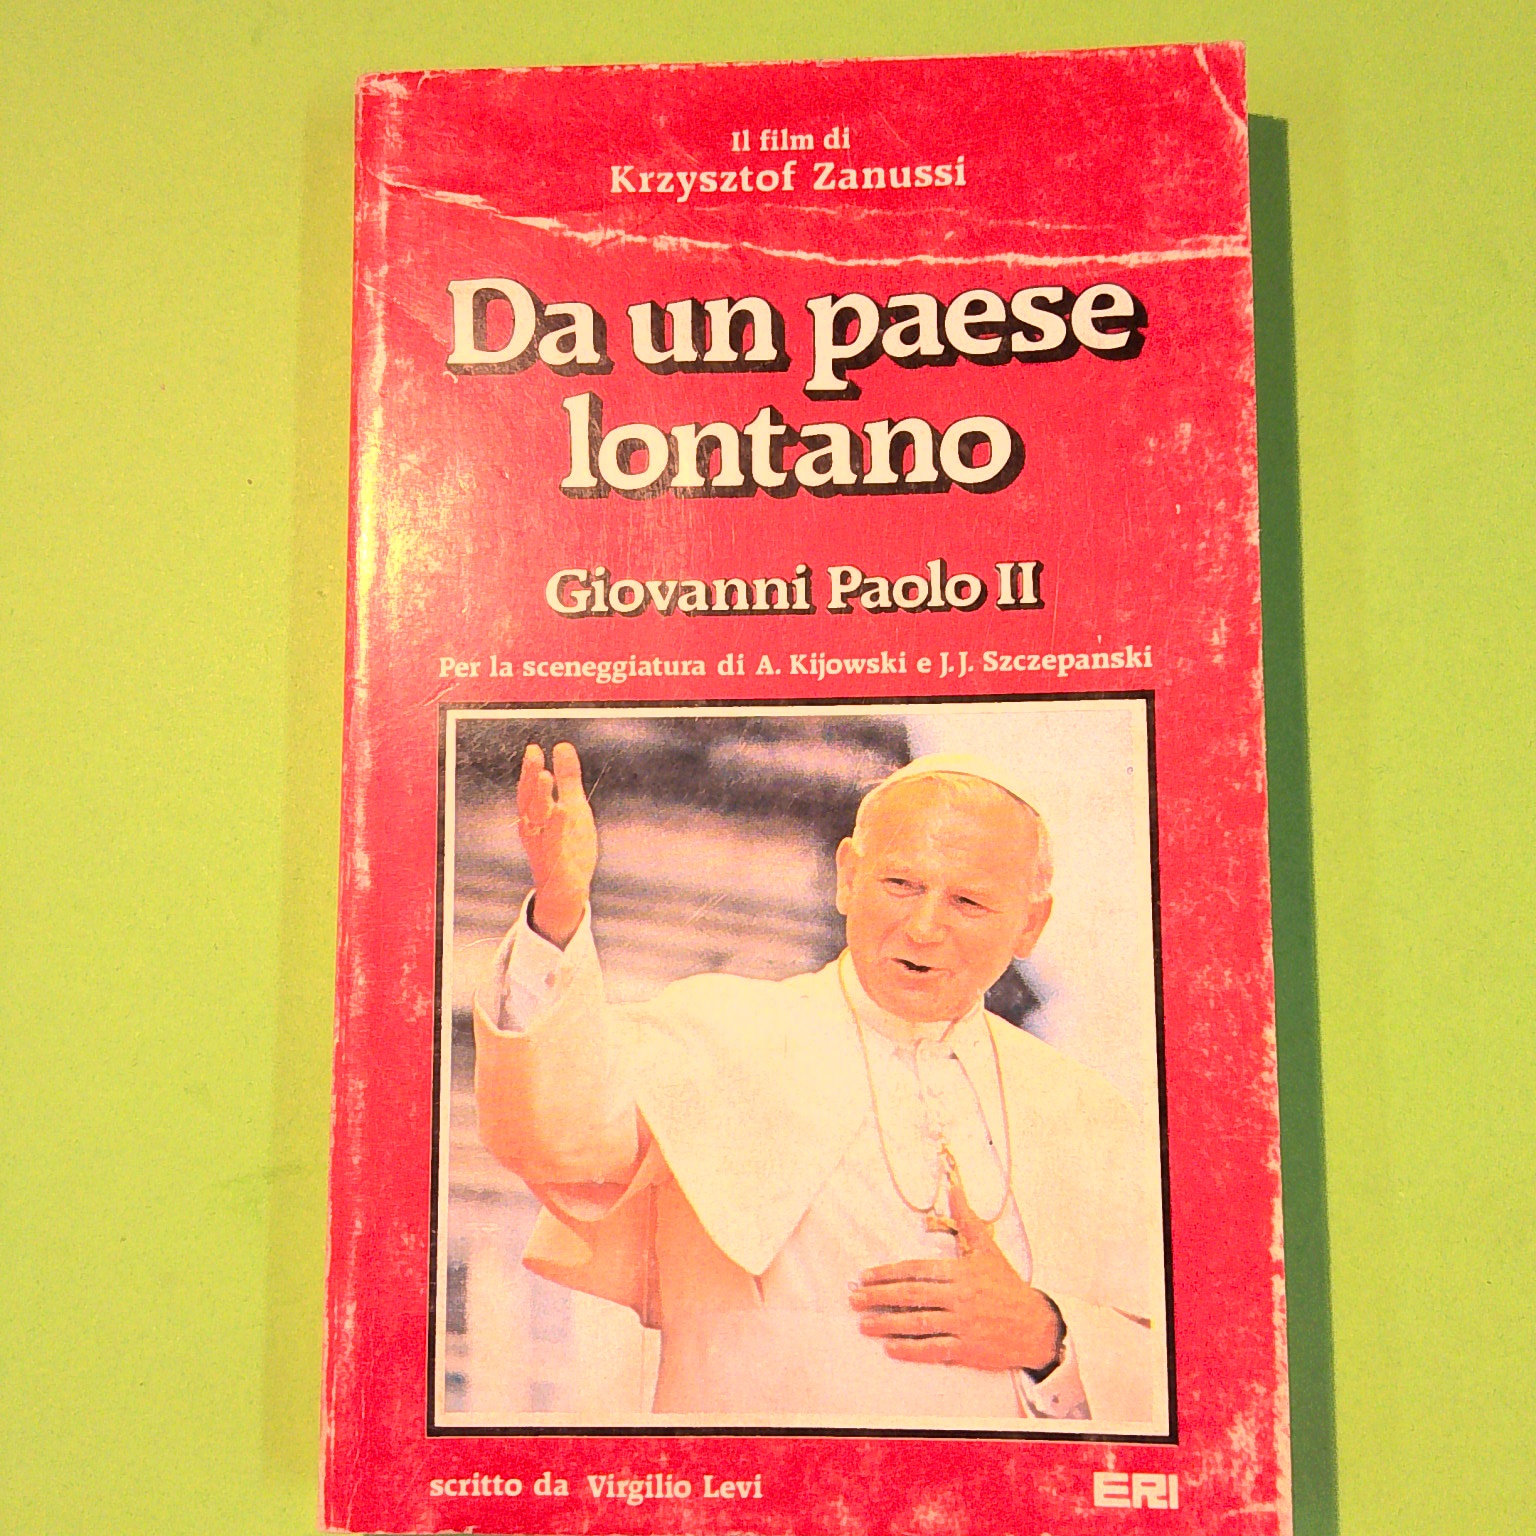 Il film di
Krzysztof Zanussi
Da un paese
lontano
Giovanni Paolo II
Per la sceneggiatura di A. Kijowski e J.J. Szczepanski
scritto da Virgilio Levi
ERI